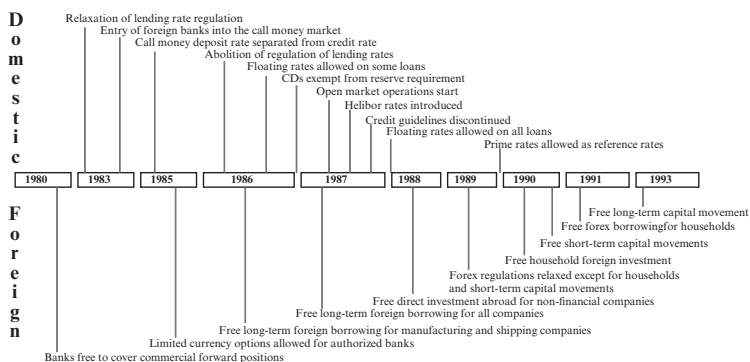 Domestic
Relaxation of lending rate regulation
Entry of foreign banks into the call money market
Call money deposit rate separated from credit rate
Abolition of regulation of lending rates
Floating rates allowed on some loans
CDs exempt from reserve requirement
Open market operations start
Helibor rates introduced
Credit guidelines discontinued
Floating rates allowed on all loans
Prime rates allowed as reference rates
1980 1983 1985 1986 1987 1988 1989 1990 1991 1993
Foreign
Free long-term capital movement
Free forex borrowingfor households
Free short-term capital movements
Free household foreign investment
Forex regulations relaxed except for households
and short-term capital movements
Free direct investment abroad for non-financial companies
Free long-term foreign borrowing for all companies
Free long-term foreign borrowing for manufacturing and shipping companies
Limited currency options allowed for authorized banks
Banks free to cover commercial forward positions